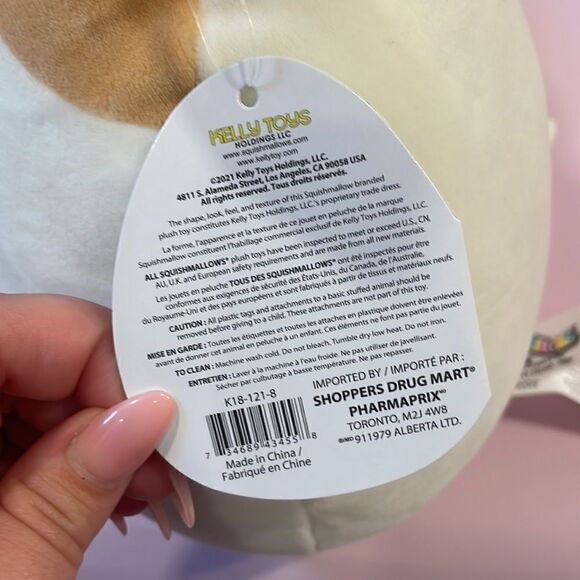 KELLY TOYS
HOLDINGS LLC
www.squishmallows.com
www.kellytoy.com
©2021 Kelly Toys Holdings, LLC.
4811 S. Alameda Street, Los Angeles, CA 90058 USA
All rights reserved. Tous droits réservés.
The shape, look, feel, and texture of this Squishmallow branded
plush toy constitutes Kelly Toys Holdings, LLC.'s proprietary trade dress.
La forme, l'apparence et la texture de ce jouet en peluche de la marque
Squishmallow constituent l'habillage commercial exclusif de Kelly Toys Holdings, LLC.
ALL SQUISHMALLOWS® plush toys have been inspected to meet or exceed U.S., CN.
AU, U.K. and European safety requirements and are made from all new materials.
Les jouets en peluche TOUS DES SQUISHMALLOWS® ont été inspectés pour être
conformes aux exigences de sécurité des États-Unis, du Canada, de l'Australie,
du Royaume-Uni et des pays européens et sont fabriqués à partir de tissus et matériaux neufs.
CAUTION : All plastic tags and attachments to a basic stuffed animal should be
removed before giving to a child. These attachments are not part of this toy.
MISE EN GARDE : Toutes les étiquettes et toutes les attaches en plastique doivent être enlevées
avant de donner cet animal en peluche à un enfant. Ces éléments ne font pas partie du jouet.
TO CLEAN : Machine wash cold. Do not bleach. Tumble dry low heat. Do not iron.
ENTRETIEN : Laver à la machine à l'eau froide. Ne pas utiliser de javellisant.
Sécher par culbutage à basse température. Ne pas repasser.
K18-121-8
7 34689 43455 8
Made in China /
Fabriqué en Chine
IMPORTED BY / IMPORTÉ PAR :
SHOPPERS DRUG MART®
PHARMAPRIX®
TORONTO, M2J 4W8
®/MD 911979 ALBERTA LTD.